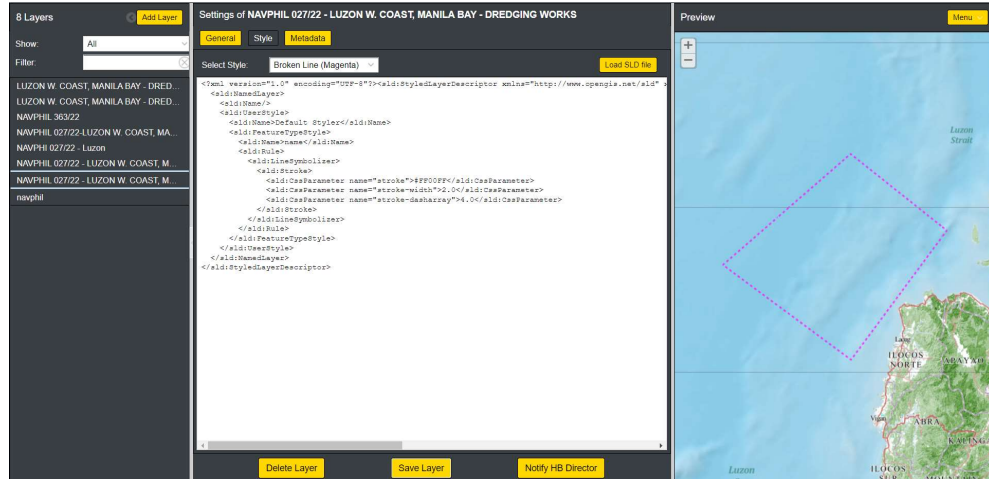 8 Layers
Add Layer
Show:
All
Filter:
LUZON W. COAST, MANILA BAY - DRED...
LUZON W. COAST, MANILA BAY - DRED...
NAVPHIL 363/22
NAVPHIL 027/22-LUZON W. COAST, MA...
NAVPHI 027/22 - Luzon
NAVPHIL 027/22 - LUZON W. COAST, M...
NAVPHIL 027/22 - LUZON W. COAST, M...
navphil
Settings of NAVPHIL 027/22 - LUZON W. COAST, MANILA BAY - DREDGING WORKS
General
Style
Metadata
Select Style:
Broken Line (Magenta)
Load SLD file
<?xml version="1.0" encoding="UTF-8"?><sld:StyledLayerDescriptor xmlns="http://www.opengis.net/sld"
<sld:NamedLayer>
<sld:Name/>
<sld:UserStyle>
<sld:Name>Default Styler</sld:Name>
<sld:FeatureTypeStyle>
<sld:Name>name</sld:Name>
<sld:Rule>
<sld:LineSymbolizer>
<sld:Stroke>
<sld:CssParameter name="stroke">#FF00FF</sld:CssParameter>
<sld:CssParameter name="stroke-width">2.0</sld:CssParameter>
<sld:CssParameter name="stroke-dasharray">4.0</sld:CssParameter>
</sld:Stroke>
</sld:LineSymbolizer>
</sld:Rule>
</sld:FeatureTypeStyle>
</sld:UserStyle>
</sld:NamedLayer>
</sld:StyledLayerDescriptor>
Delete Layer
Save Layer
Notify HB Director
Preview
Menu
+
−
Luzon
Strait
Laoag
ILOCOS
NORTE
APAYAO
Vigan
ABRA
KALINGA
Luzon
ILOCOS